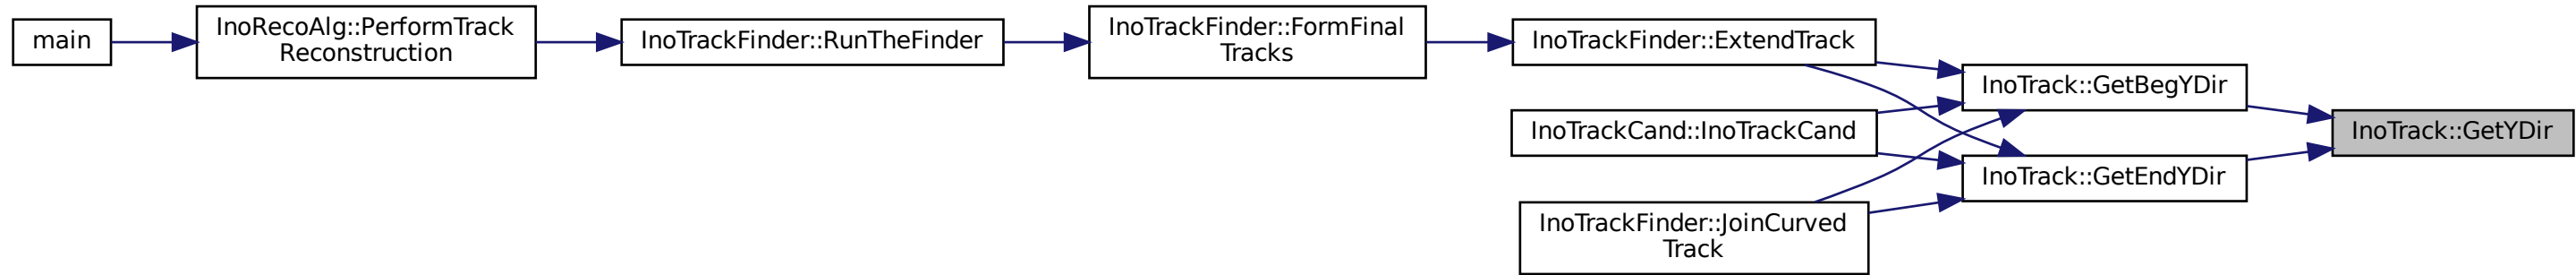 main
InoRecoAlg::PerformTrack
Reconstruction
InoTrackFinder::RunTheFinder
InoTrackFinder::FormFinal
Tracks
InoTrackFinder::ExtendTrack
InoTrackCand::InoTrackCand
InoTrackFinder::JoinCurved
Track
InoTrack::GetBegYDir
InoTrack::GetEndYDir
InoTrack::GetYDir